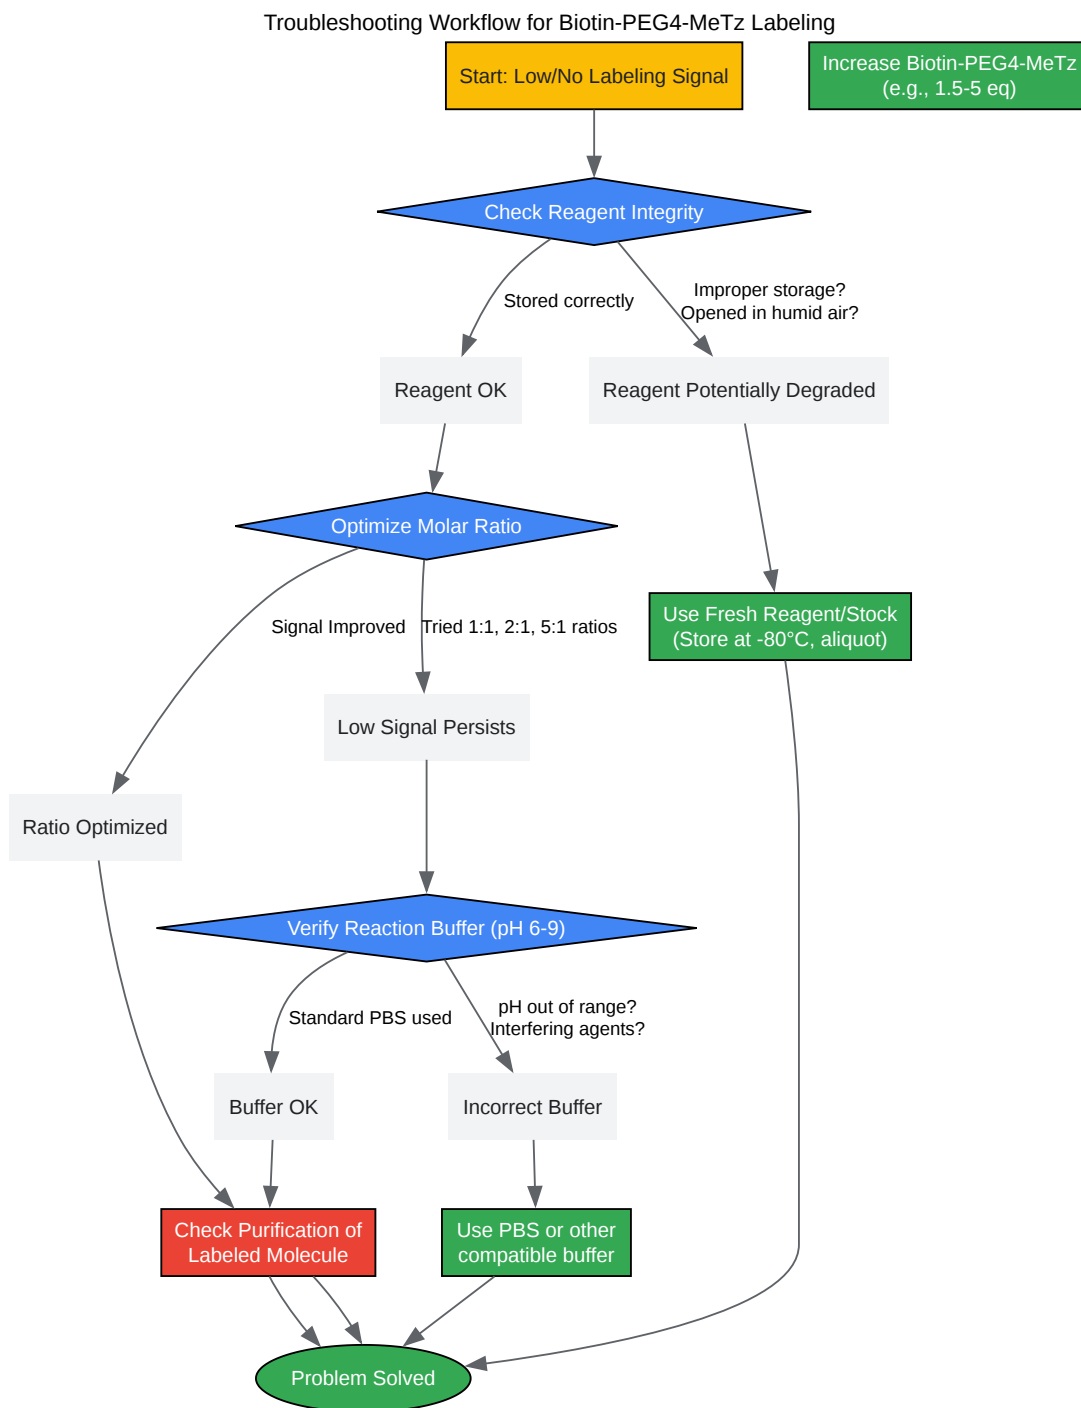 Troubleshooting Workflow for Biotin-PEG4-MeTz Labeling
Start: Low/No Labeling Signal
Increase Biotin-PEG4-MeTz
(e.g., 1.5-5 eq)
Check Reagent Integrity
Stored correctly
Improper storage?
Opened in humid air?
Reagent OK
Reagent Potentially Degraded
Optimize Molar Ratio
Signal Improved
Tried 1:1, 2:1, 5:1 ratios
Use Fresh Reagent/Stock
(Store at -80°C, aliquot)
Low Signal Persists
Ratio Optimized
Verify Reaction Buffer (pH 6-9)
Standard PBS used
pH out of range?
Interfering agents?
Buffer OK
Incorrect Buffer
Check Purification of
Labeled Molecule
Use PBS or other
compatible buffer
Problem Solved